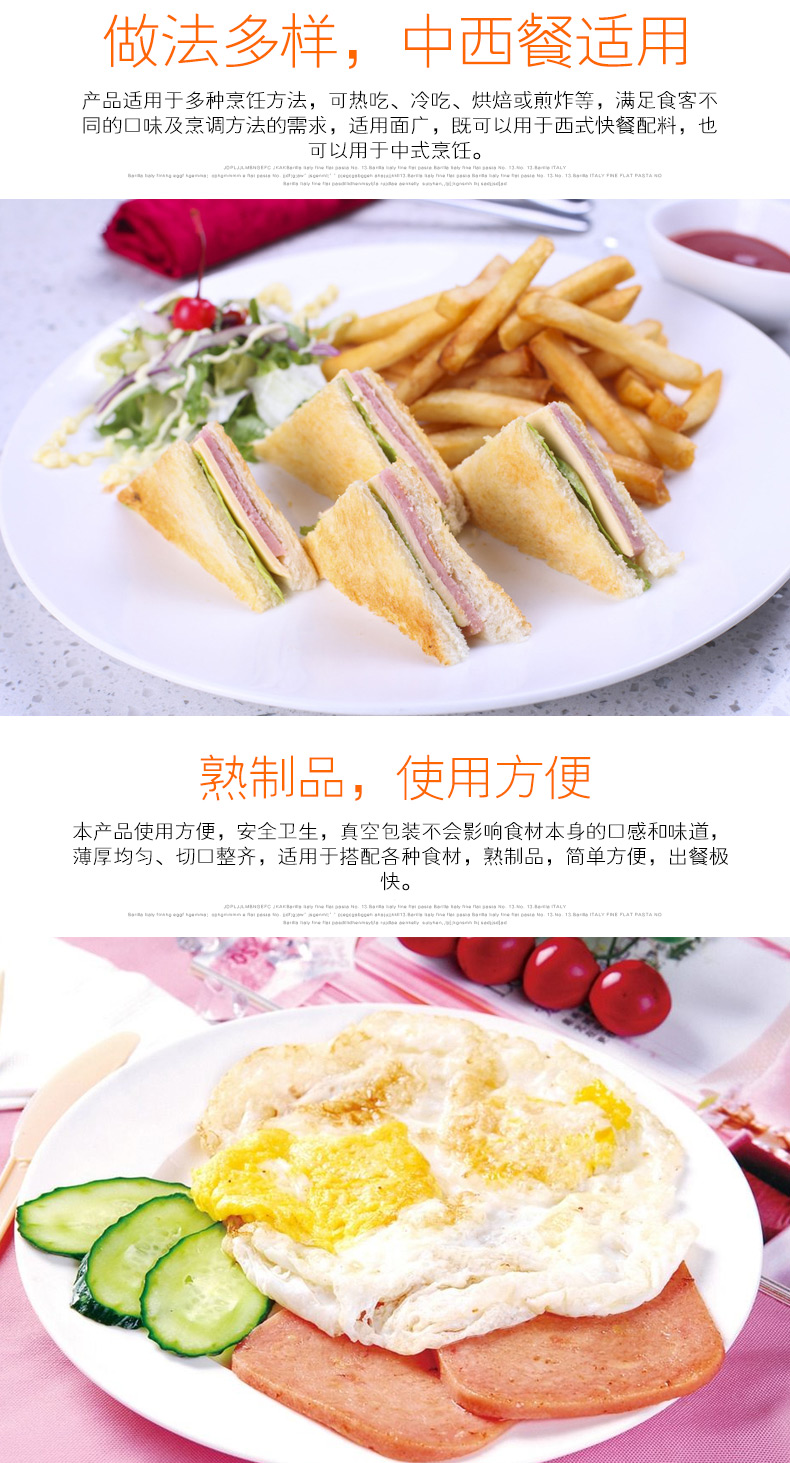 做法多样，中西餐适用
产品适用于多种烹饪方法，可热吃、冷吃、烘焙或煎炸等，满足食客不
同的口味及烹调方法的需求，适用面广，既可以用于西式快餐配料，也
可以用于中式烹饪。
熟制品，使用方便
本产品使用方便，安全卫生，真空包装不会影响食材本身的口感和味道，
薄厚均匀、切口整齐，适用于搭配各种食材，熟制品，简单方便，出餐极
快。